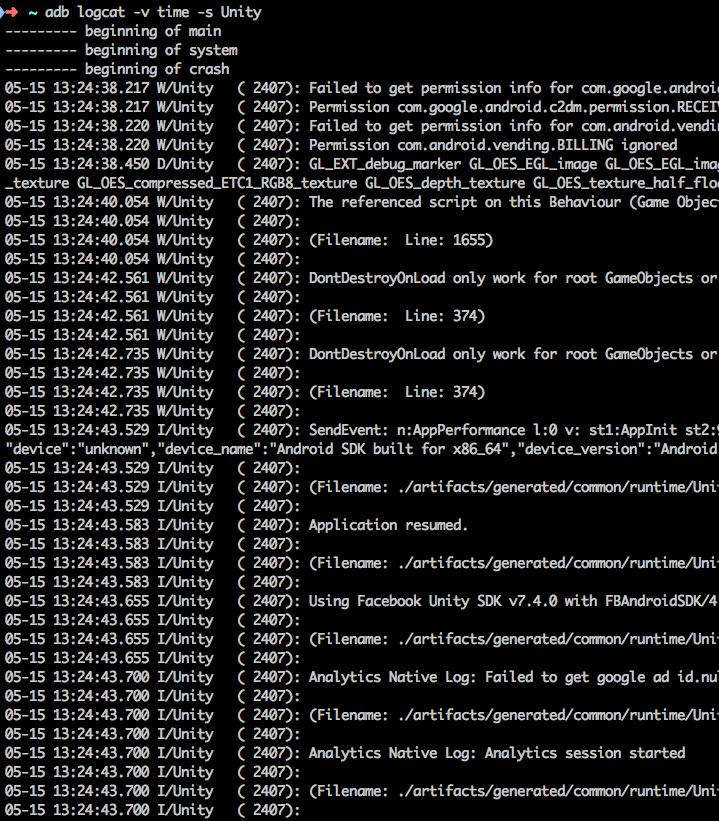 ➜ ~ adb logcat -v time -s Unity
--------- beginning of main
--------- beginning of system
--------- beginning of crash
05-15 13:24:38.217 W/Unity   ( 2407): Failed to get permission info for com.google.androi
05-15 13:24:38.217 W/Unity   ( 2407): Permission com.google.android.c2dm.permission.RECEI
05-15 13:24:38.220 W/Unity   ( 2407): Failed to get permission info for com.android.vendi
05-15 13:24:38.220 W/Unity   ( 2407): Permission com.android.vending.BILLING ignored
05-15 13:24:38.450 D/Unity   ( 2407): GL_EXT_debug_marker GL_OES_EGL_image GL_OES_EGL_ima
_texture GL_OES_compressed_ETC1_RGB8_texture GL_OES_depth_texture GL_OES_texture_half_flo
05-15 13:24:40.054 W/Unity   ( 2407): The referenced script on this Behaviour (Game Objec
05-15 13:24:40.054 W/Unity   ( 2407):
05-15 13:24:40.054 W/Unity   ( 2407): (Filename:  Line: 1655)
05-15 13:24:40.054 W/Unity   ( 2407):
05-15 13:24:42.561 W/Unity   ( 2407): DontDestroyOnLoad only work for root GameObjects or
05-15 13:24:42.561 W/Unity   ( 2407):
05-15 13:24:42.561 W/Unity   ( 2407): (Filename:  Line: 374)
05-15 13:24:42.561 W/Unity   ( 2407):
05-15 13:24:42.735 W/Unity   ( 2407): DontDestroyOnLoad only work for root GameObjects or
05-15 13:24:42.735 W/Unity   ( 2407):
05-15 13:24:42.735 W/Unity   ( 2407): (Filename:  Line: 374)
05-15 13:24:42.735 W/Unity   ( 2407):
05-15 13:24:43.529 I/Unity   ( 2407): SendEvent: n:AppPerformance l:0 v: st1:AppInit st2:9
"device":"unknown","device_name":"Android SDK built for x86_64","device_version":"Android
05-15 13:24:43.529 I/Unity   ( 2407):
05-15 13:24:43.529 I/Unity   ( 2407): (Filename: ./artifacts/generated/common/runtime/Uni
05-15 13:24:43.529 I/Unity   ( 2407):
05-15 13:24:43.583 I/Unity   ( 2407): Application resumed.
05-15 13:24:43.583 I/Unity   ( 2407):
05-15 13:24:43.583 I/Unity   ( 2407): (Filename: ./artifacts/generated/common/runtime/Uni
05-15 13:24:43.583 I/Unity   ( 2407):
05-15 13:24:43.655 I/Unity   ( 2407): Using Facebook Unity SDK v7.4.0 with FBAndroidSDK/4
05-15 13:24:43.655 I/Unity   ( 2407):
05-15 13:24:43.655 I/Unity   ( 2407): (Filename: ./artifacts/generated/common/runtime/Uni
05-15 13:24:43.655 I/Unity   ( 2407):
05-15 13:24:43.700 I/Unity   ( 2407): Analytics Native Log: Failed to get google ad id.nu
05-15 13:24:43.700 I/Unity   ( 2407):
05-15 13:24:43.700 I/Unity   ( 2407): (Filename: ./artifacts/generated/common/runtime/Uni
05-15 13:24:43.700 I/Unity   ( 2407):
05-15 13:24:43.700 I/Unity   ( 2407): Analytics Native Log: Analytics session started
05-15 13:24:43.700 I/Unity   ( 2407):
05-15 13:24:43.700 I/Unity   ( 2407): (Filename: ./artifacts/generated/common/runtime/Uni
05-15 13:24:43.700 I/Unity   ( 2407):